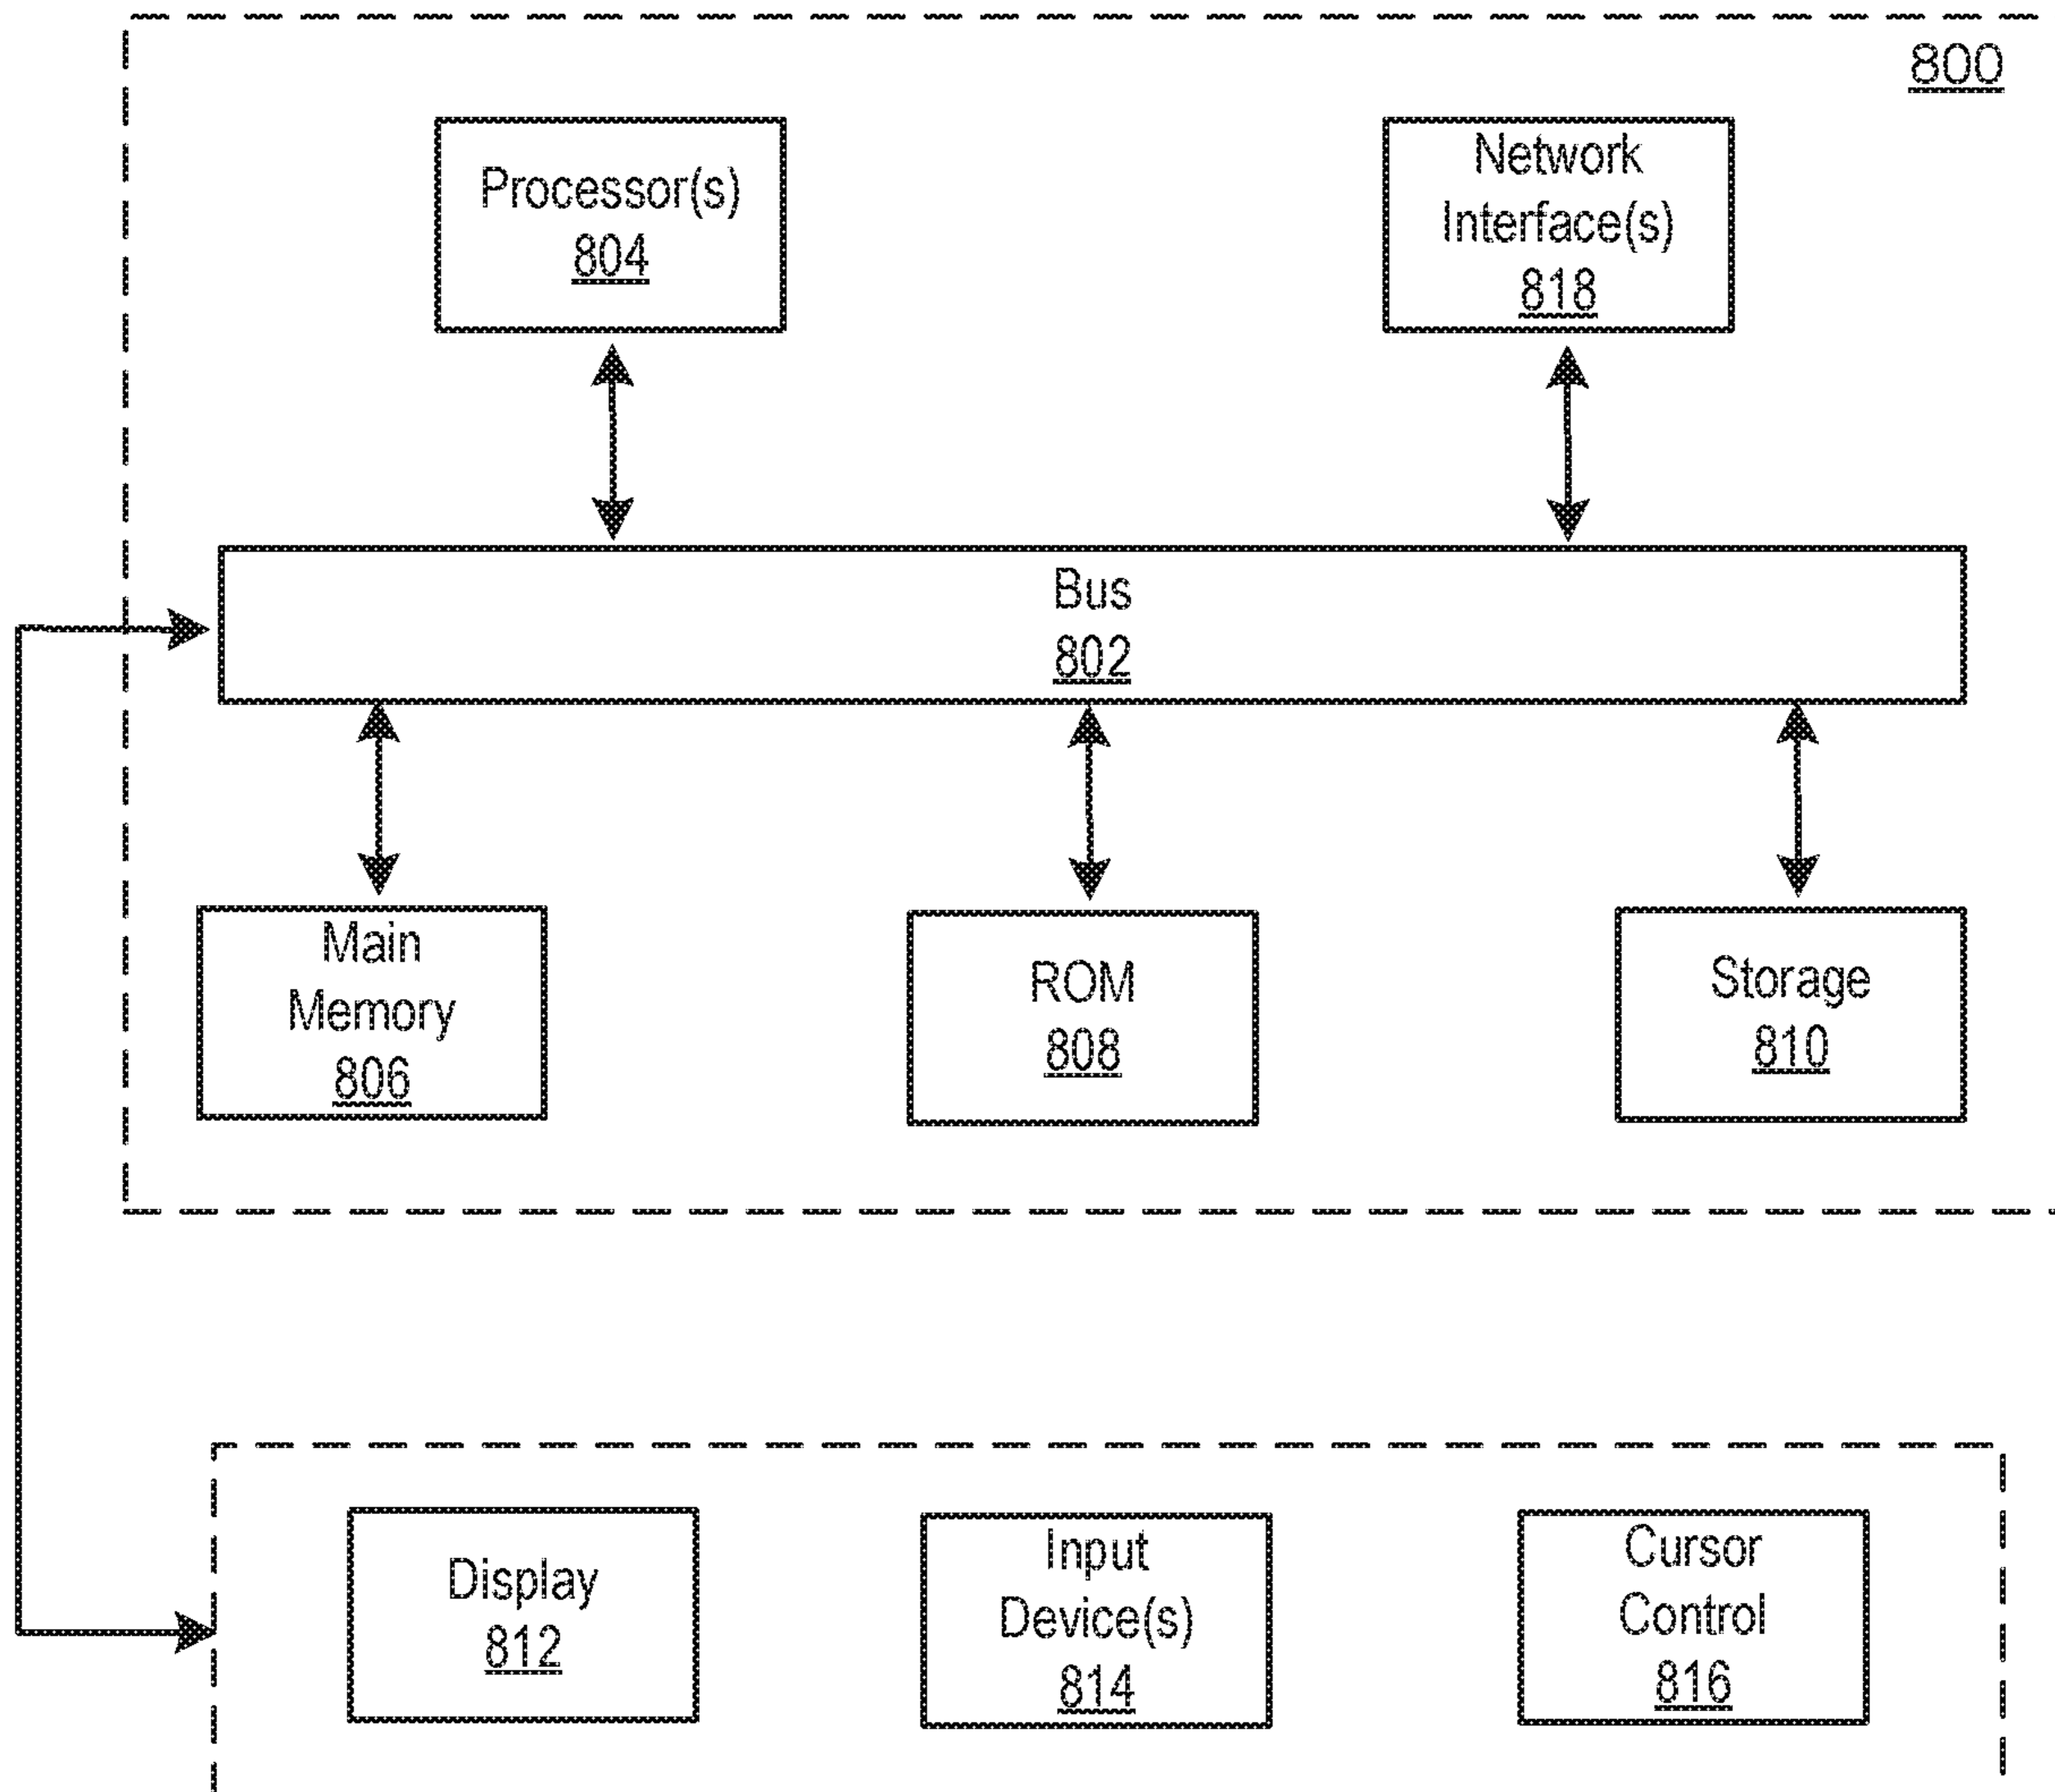 800
Processor(s)
804
Network
Interface(s)
818
Bus
802
Main
Memory
806
ROM
808
Storage
810
Display
812
Input
Device(s)
814
Cursor
Control
816